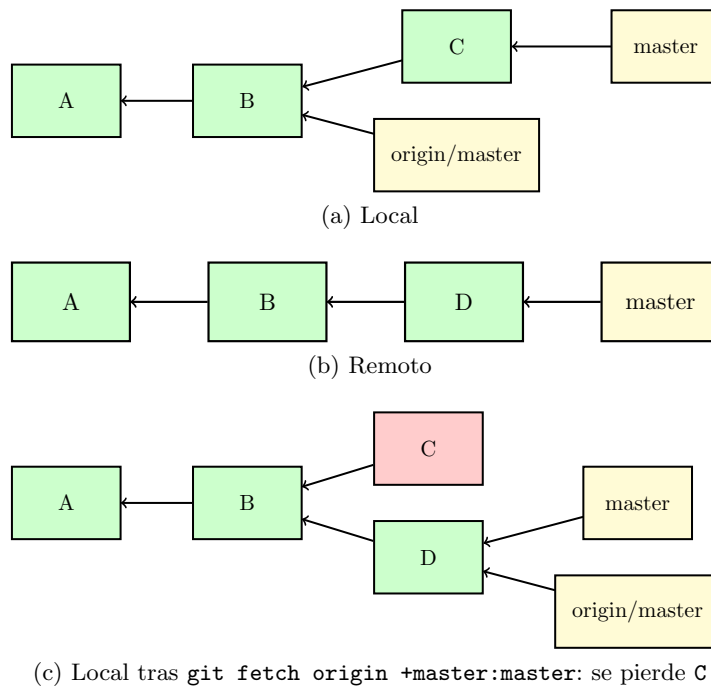 C
master
A
B
origin/master
(a) Local
A
B
D
master
(b) Remoto
C
A
B
master
D
origin/master
(c) Local tras git fetch origin +master:master: se pierde C